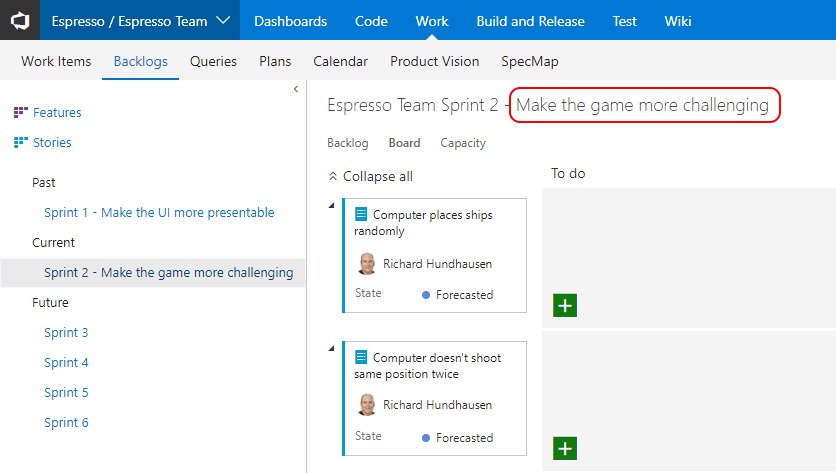 Espresso / Espresso Team
Dashboards
Code
Work
Build and Release
Test
Wiki
Work Items
Backlogs
Queries
Plans
Calendar
Product Vision
SpecMap
Features
Stories
Past
Sprint 1 - Make the UI more presentable
Current
Sprint 2 - Make the game more challenging
Future
Sprint 3
Sprint 4
Sprint 5
Sprint 6
Espresso Team Sprint 2 - Make the game more challenging
Backlog
Board
Capacity
Collapse all
To do
Computer places ships
randomly
Richard Hundhausen
State
Forecasted
Computer doesn't shoot
same position twice
Richard Hundhausen
State
Forecasted